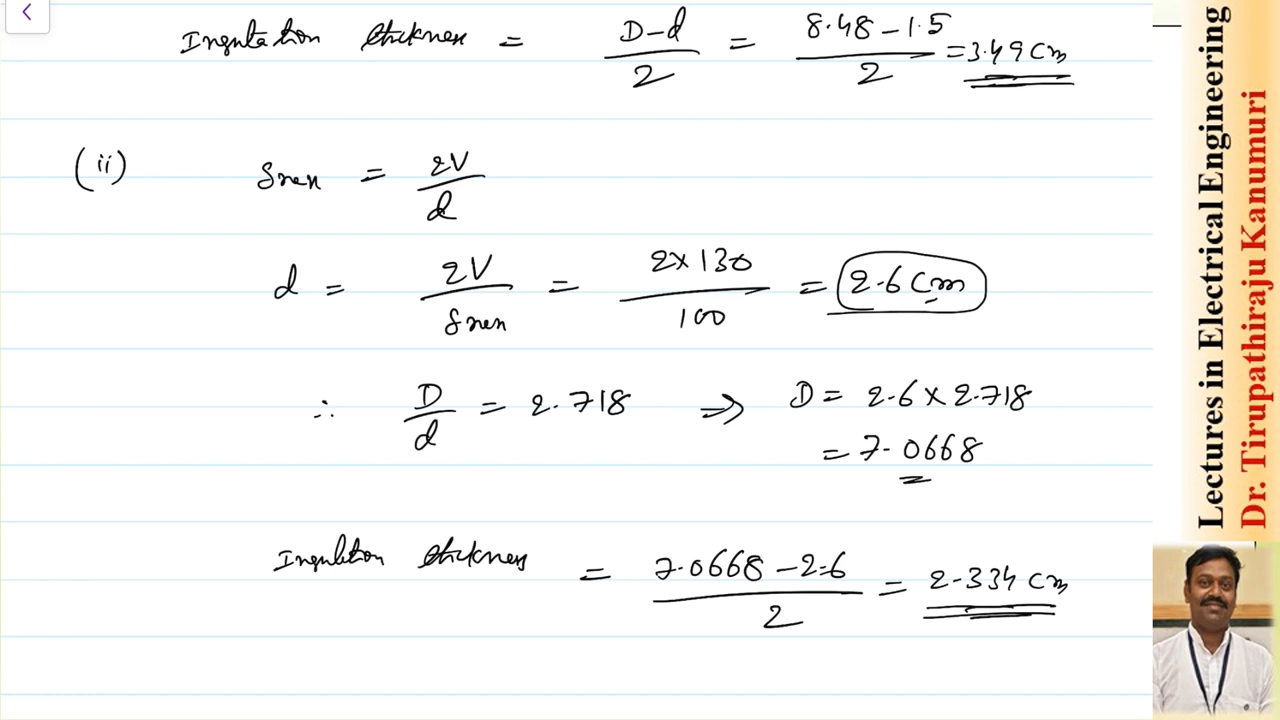 Insulation thickness = D-d/2 = 8.48-1.5/2 = 3.49 Cm
(ii) gmax = 2V/d
d = 2V/gmax = 2×130/100 = 2.6 Cm
∴ D/d = 2.718 ⇒ D = 2.6 × 2.718
= 7.0668
Insulation thickness = 7.0668-2.6/2 = 2.334 Cm
Lectures in Electrical Engineering
Dr. Tirupathiraju Kanumuri